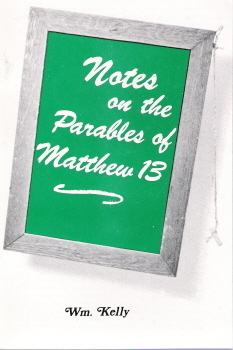 Notes
on the
Parables of
Matthew 13
Wm. Kelly